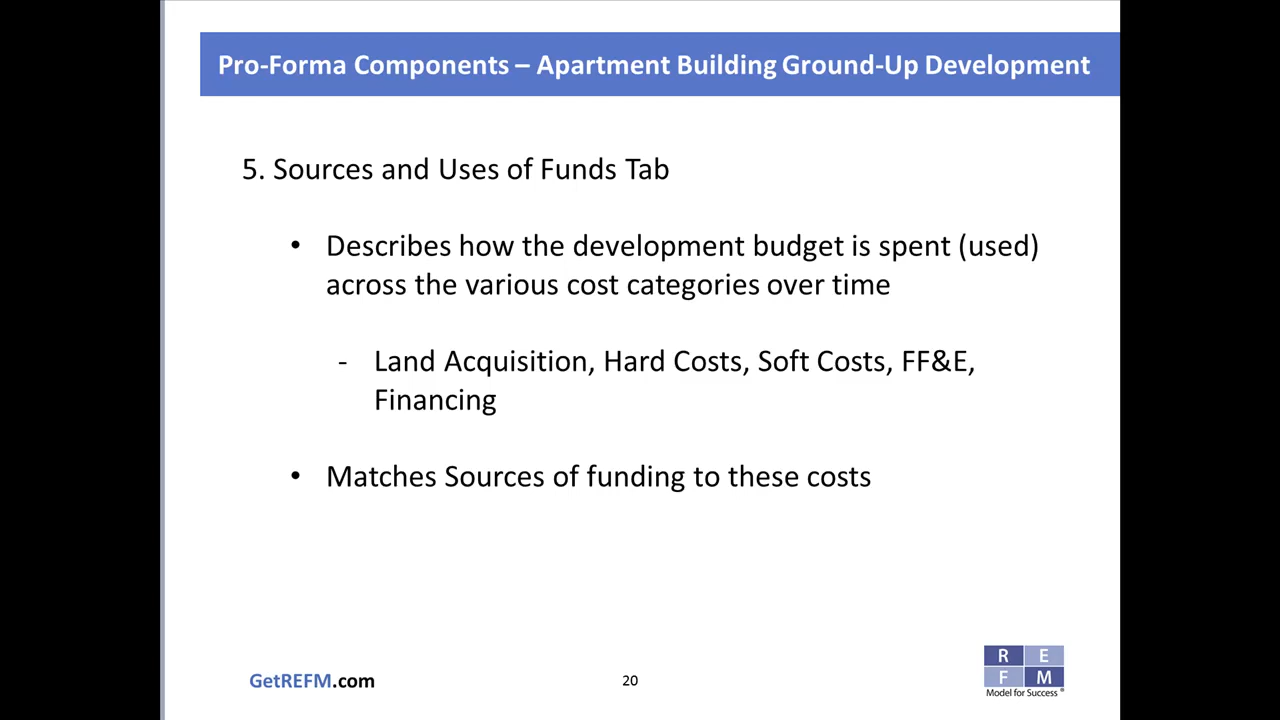 Pro-Forma Components – Apartment Building Ground-Up Development
5. Sources and Uses of Funds Tab
• Describes how the development budget is spent (used)
across the various cost categories over time
- Land Acquisition, Hard Costs, Soft Costs, FF&E,
Financing
• Matches Sources of funding to these costs
GetREFM.com
20
R E
F M
Model for Success ®